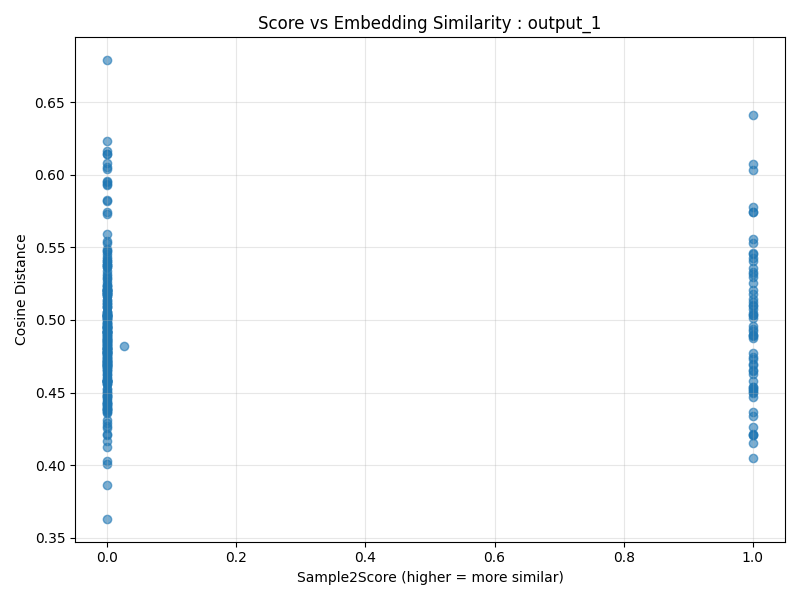 Score vs Embedding Similarity : output_1
Cosine Distance
0.65
0.60
0.55
0.50
0.45
0.40
0.35
0.0 0.2 0.4 0.6 0.8 1.0
Sample2Score (higher = more similar)